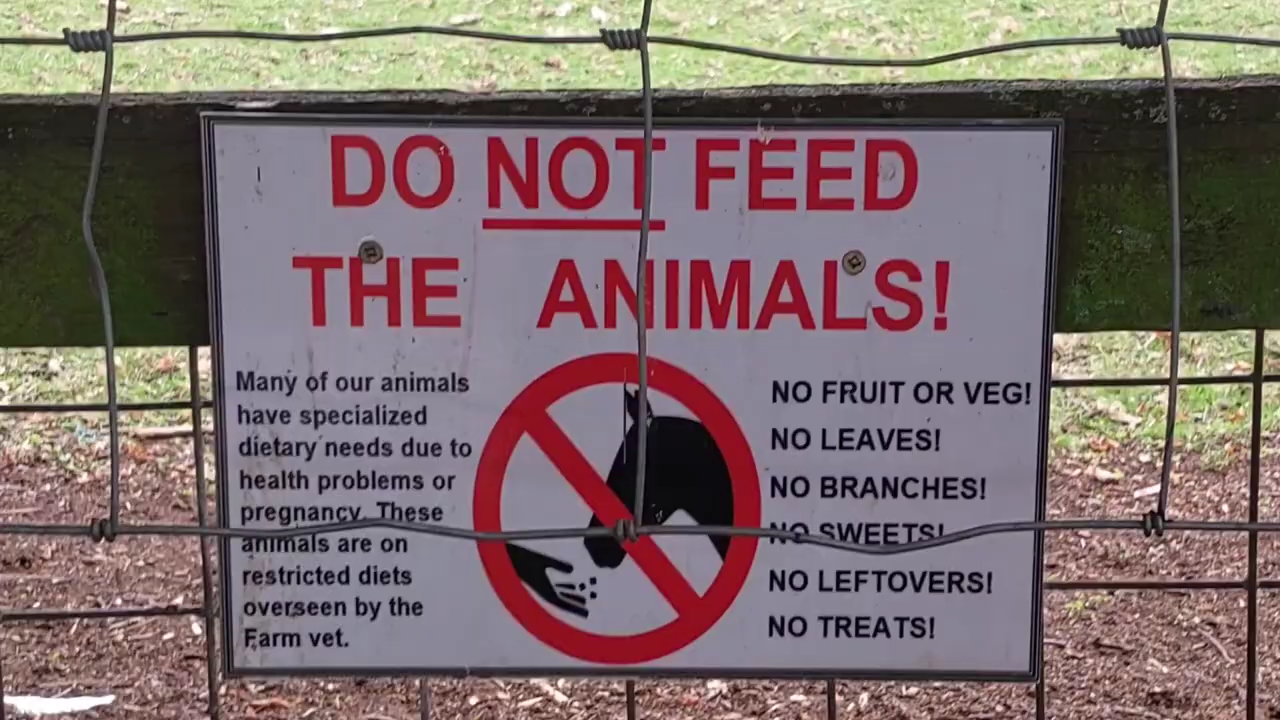 DO NOT FEED
THE ANIMALS!
Many of our animals
have specialized
dietary needs due to
health problems or
pregnancy. These
animals are on
restricted diets
overseen by the
Farm vet.
NO FRUIT OR VEG!
NO LEAVES!
NO BRANCHES!
NO SWEETS!
NO LEFTOVERS!
NO TREATS!